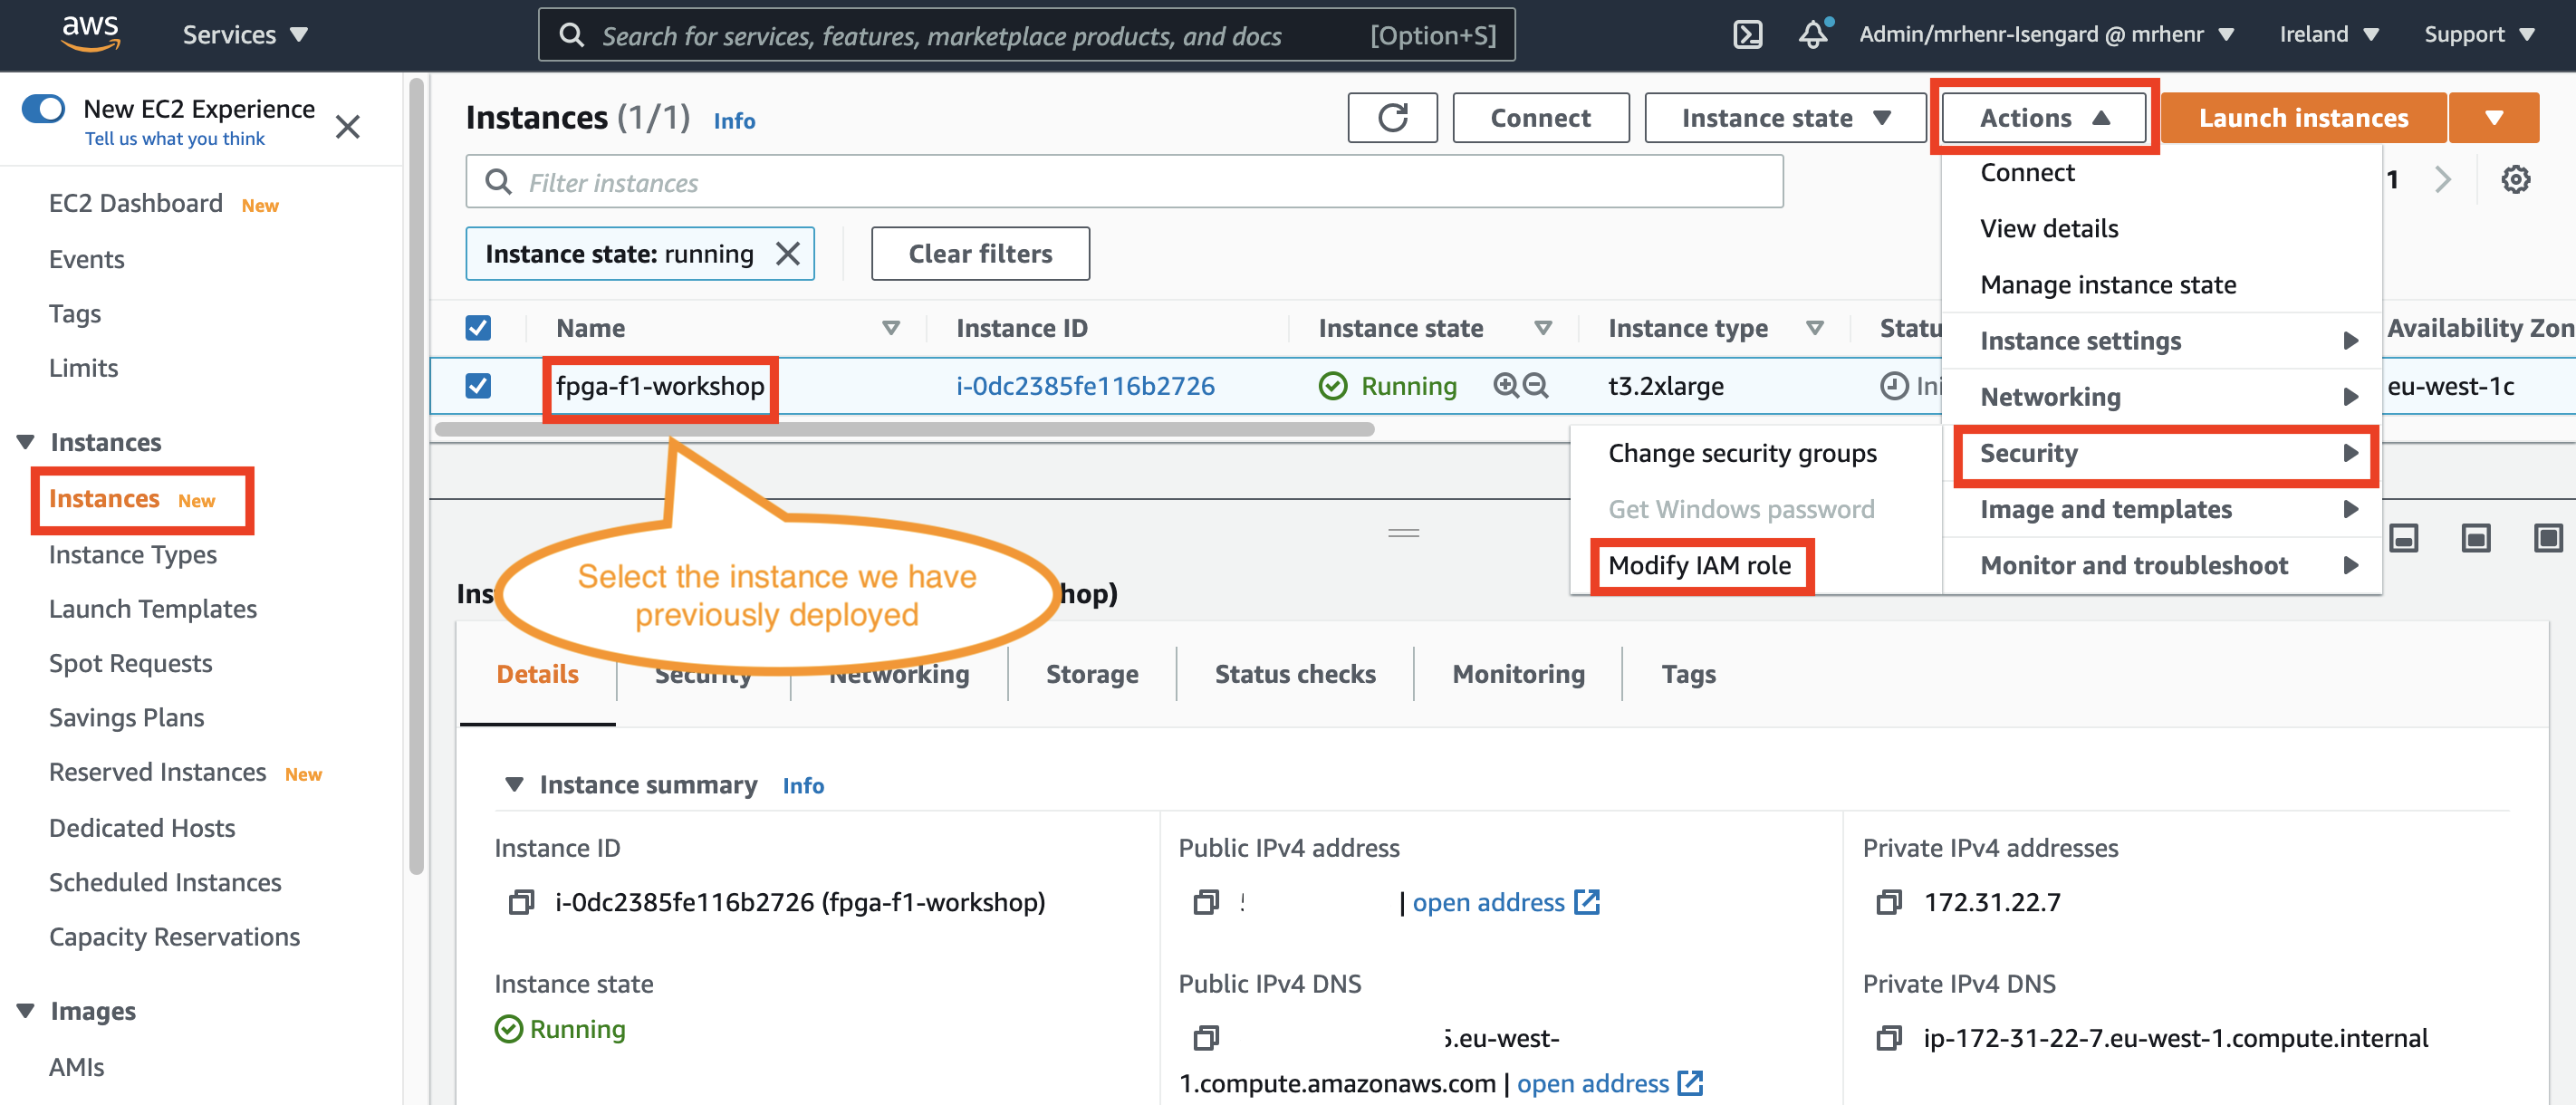 aws
Services
Search for services, features, marketplace products, and docs [Option+S]
Admin/mrhenr-Isengard @ mrhenr
Ireland
Support
New EC2 Experience
Tell us what you think
EC2 Dashboard New
Events
Tags
Limits
Instances
Instances New
Instance Types
Launch Templates
Spot Requests
Savings Plans
Reserved Instances New
Dedicated Hosts
Scheduled Instances
Capacity Reservations
Images
AMIs
Instances (1/1) Info
Connect
Instance state
Actions
Launch instances
Filter instances
1
Instance state: running
Clear filters
Name
Instance ID
Instance state
Instance type
Statu
Availability Zon
fpga-f1-workshop
i-0dc2385fe116b2726
Running
t3.2xlarge
Ini
eu-west-1c
Connect
View details
Manage instance state
Instance settings
Networking
Security
Image and templates
Monitor and troubleshoot
Change security groups
Get Windows password
Modify IAM role
Select the instance we have
previously deployed
Ins
hop)
Details
Security
Networking
Storage
Status checks
Monitoring
Tags
Instance summary Info
Instance ID
i-0dc2385fe116b2726 (fpga-f1-workshop)
Public IPv4 address
| open address
Private IPv4 addresses
172.31.22.7
Instance state
Running
Public IPv4 DNS
.eu-west-
1.compute.amazonaws.com | open address
Private IPv4 DNS
ip-172-31-22-7.eu-west-1.compute.internal